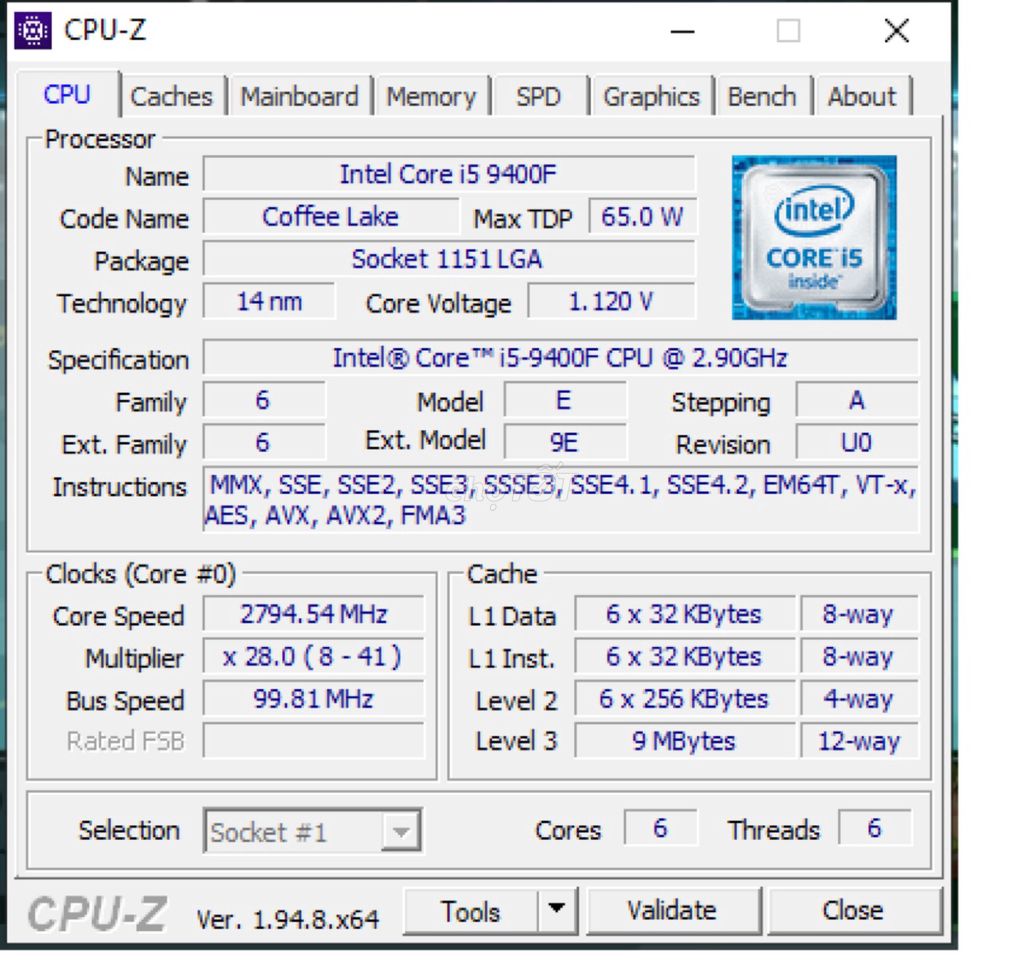 CPU-Z
CPU Caches Mainboard Memory SPD Graphics Bench About
Processor
Name Intel Core i5 9400F
Code Name Coffee Lake Max TDP 65.0 W
Package Socket 1151 LGA
Technology 14 nm Core Voltage 1.120 V
intel
CORE i5
inside™
Specification Intel® Core™ i5-9400F CPU @ 2.90GHz
Family 6 Model E Stepping A
Ext. Family 6 Ext. Model 9E Revision U0
Instructions MMX, SSE, SSE2, SSE3, SSSE3, SSE4.1, SSE4.2, EM64T, VT-x,
AES, AVX, AVX2, FMA3
chợTỐT
Clocks (Core #0)
Core Speed 2794.54 MHz
Multiplier x 28.0 ( 8 - 41 )
Bus Speed 99.81 MHz
Rated FSB
Cache
L1 Data 6 x 32 KBytes 8-way
L1 Inst. 6 x 32 KBytes 8-way
Level 2 6 x 256 KBytes 4-way
Level 3 9 MBytes 12-way
Selection Socket #1 Cores 6 Threads 6
CPU-Z Ver. 1.94.8.x64 Tools Validate Close